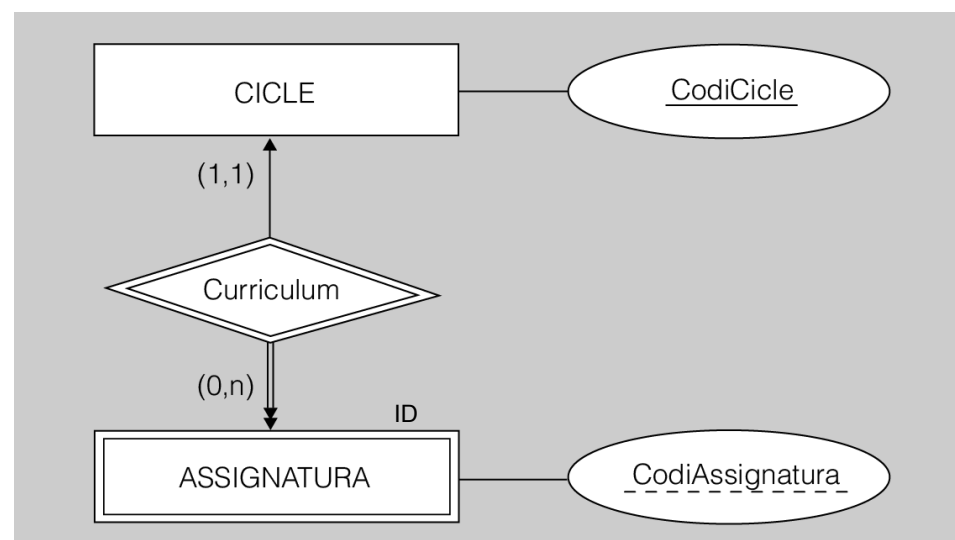 CICLE
CodiCicle
(1,1)
Curriculum
(0,n)
ID
ASSIGNATURA
CodiAssignatura